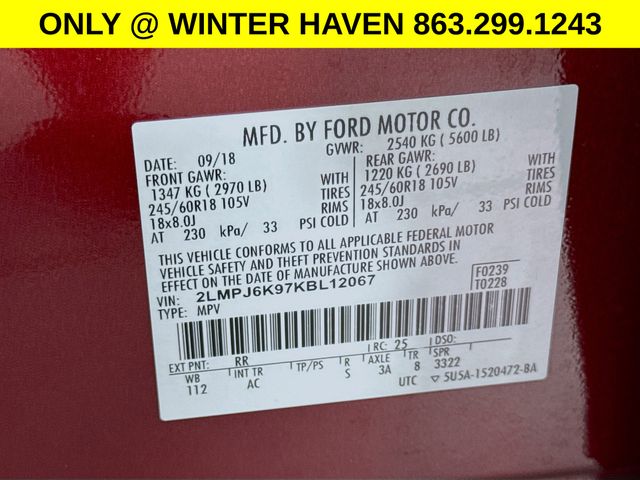 ONLY @ WINTER HAVEN 863.299.1243
MFD. BY FORD MOTOR CO.
DATE: 09/18 GVWR: 2540 KG ( 5600 LB)
FRONT GAWR: REAR GAWR:
1347 KG ( 2970 LB) WITH 1220 KG ( 2690 LB) WITH
245/60R18 105V TIRES 245/60R18 105V TIRES
18x8.0J RIMS 18x8.0J RIMS
AT 230 kPa/ 33 PSI COLD AT 230 kPa/ 33 PSI COLD
THIS VEHICLE CONFORMS TO ALL APPLICABLE FEDERAL MOTOR
VEHICLE SAFETY AND THEFT PREVENTION STANDARDS IN
EFFECT ON THE DATE OF MANUFACTURE SHOWN ABOVE.
VIN: 2LMPJ6K97KBL12067 F0239
TYPE: MPV T0228
EXT PNT: RR RC: 25 DSO:
WB INT TR TP/PS R AXLE TR SPR
112 AC S 3A 8 3322
UTC ▽ 5U5A-1520472-BA